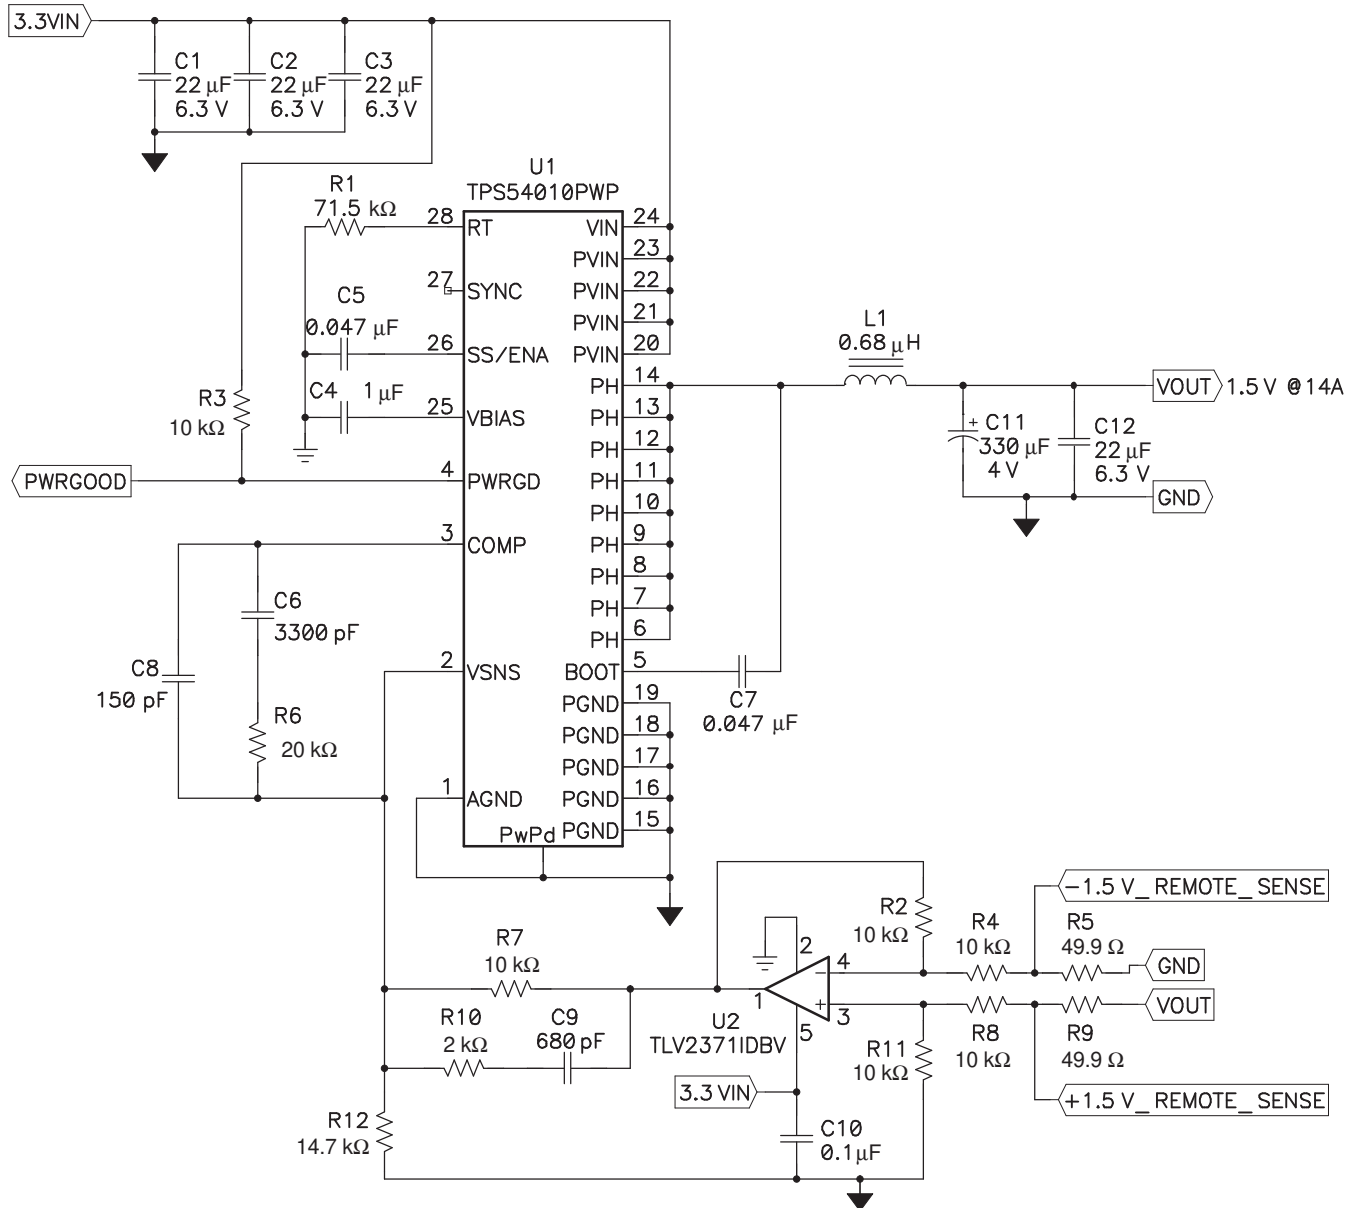 3.3VIN
C1
22 µF
6.3 V
C2
22 µF
6.3 V
C3
22 µF
6.3 V
U1
TPS54010PWP
R1
71.5 kΩ
28
RT
27
SYNC
C5
0.047 µF
26
SS/ENA
C4
1 µF
25
VBIAS
R3
10 kΩ
PWRGOOD
4
PWRGD
3
COMP
C6
3300 pF
C8
150 pF
R6
20 kΩ
2
VSNS
1
AGND
PwPd
VIN
24
PVIN
23
PVIN
22
PVIN
21
PVIN
20
PH
14
PH
13
PH
12
PH
11
PH
10
PH
9
PH
8
PH
7
PH
6
BOOT
5
PGND
19
PGND
18
PGND
17
PGND
16
PGND
15
C7
0.047 µF
L1
0.68 µH
VOUT
1.5 V @14A
+
C11
330 µF
4 V
C12
22 µF
6.3 V
GND
R7
10 kΩ
R10
2 kΩ
C9
680 pF
R12
14.7 kΩ
1
2
−
4
+
3
5
U2
TLV2371IDBV
3.3 VIN
C10
0.1µF
R2
10 kΩ
R4
10 kΩ
R5
49.9 Ω
−1.5 V_REMOTE_SENSE
GND
VOUT
R11
10 kΩ
R8
10 kΩ
R9
49.9 Ω
+1.5 V_REMOTE_SENSE